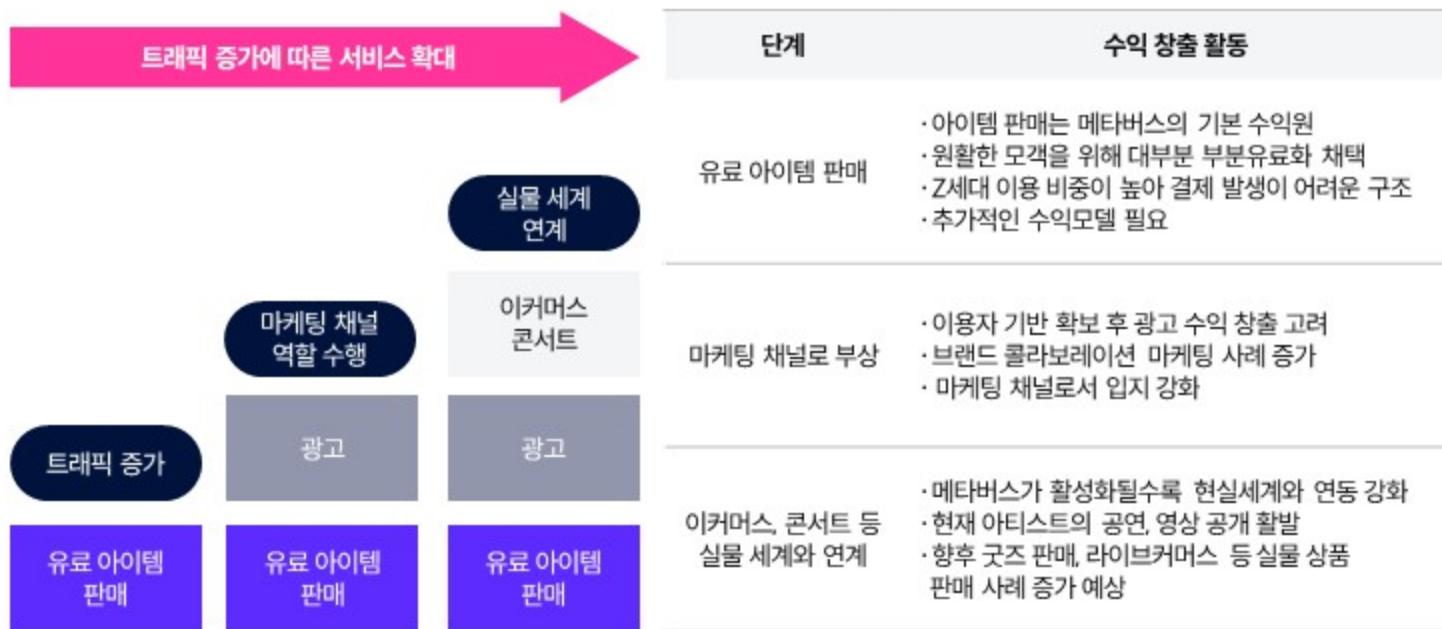 트래픽 증가에 따른 서비스 확대
실물 세계
연계
이커머스
콘서트
마케팅 채널
역할 수행
광고
광고
트래픽 증가
유료 아이템
판매
유료 아이템
판매
유료 아이템
판매
단계
수익 창출 활동
유료 아이템 판매
· 아이템 판매는 메타버스의 기본 수익원
· 원활한 모객을 위해 대부분 부분유료화 채택
· Z세대 이용 비중이 높아 결제 발생이 어려운 구조
· 추가적인 수익모델 필요
마케팅 채널로 부상
· 이용자 기반 확보 후 광고 수익 창출 고려
· 브랜드 콜라보레이션 마케팅 사례 증가
· 마케팅 채널로서 입지 강화
이커머스, 콘서트 등
실물 세계와 연계
· 메타버스가 활성화될수록 현실세계와 연동 강화
· 현재 아티스트의 공연, 영상 공개 활발
· 향후 굿즈 판매, 라이브커머스 등 실물 상품
판매 사례 증가 예상